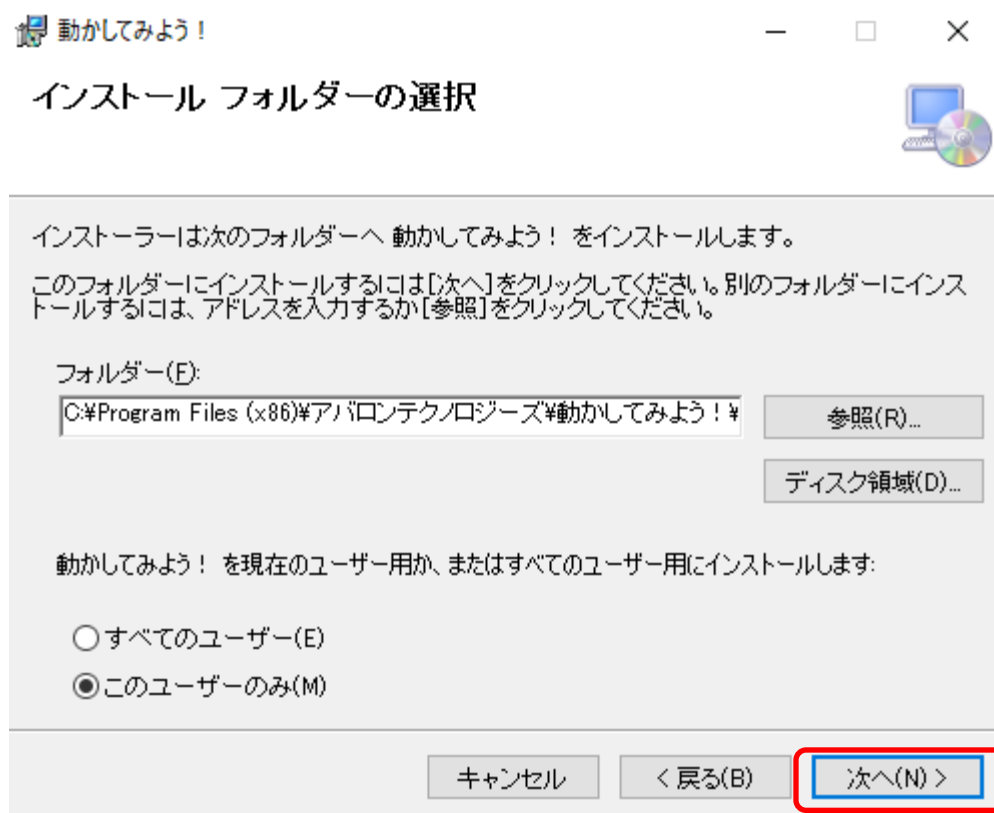 動かしてみよう！
インストール フォルダーの選択
インストーラーは次のフォルダーへ 動かしてみよう！ をインストールします。
このフォルダーにインストールするには[次へ]をクリックしてください。別のフォルダーにインス
トールするには、アドレスを入力するか[参照]をクリックしてください。
フォルダー(F):
C:¥Program Files (x86)¥アバロンテクノロジーズ¥動かしてみよう！¥
参照(R)...
ディスク領域(D)...
動かしてみよう！ を現在のユーザー用か、またはすべてのユーザー用にインストールします:
すべてのユーザー(E)
このユーザーのみ(M)
キャンセル
< 戻る(B)
次へ(N) >